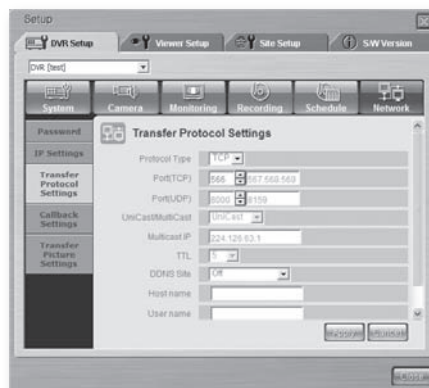 Setup
DVR Setup Viewer Setup Site Setup S/W Version
DVR [test]
System Camera Monitoring Recording Schedule Network
Password
IP Settings
Transfer Protocol Settings
Callback Settings
Transfer Picture Settings
Transfer Protocol Settings
Protocol Type TCP
Port(TCP) 566 567,568,569
Port(UDP) 8000 8159
UniCast/MultiCast UniCast
Multicast IP 224.126.63.1
TTL 5
DDNS Site Off
Host name
User name
Apply Cancel
Close